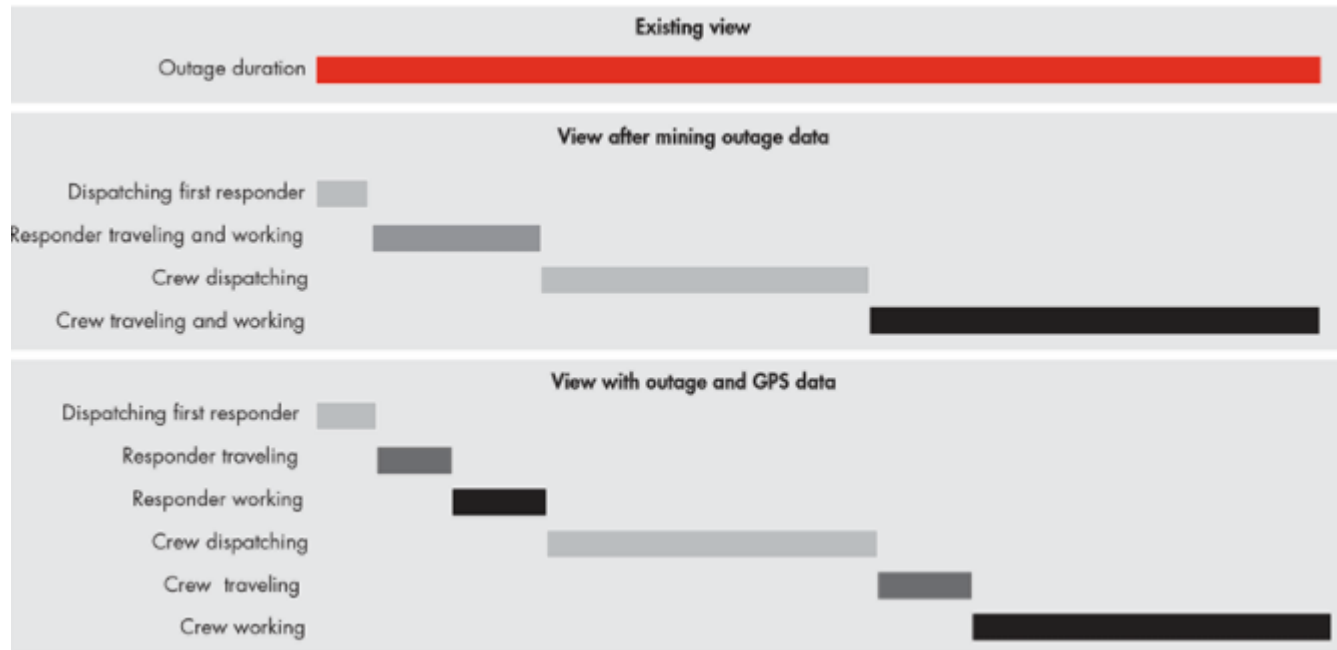 Existing view
Outage duration
View after mining outage data
Dispatching first responder
Responder traveling and working
Crew dispatching
Crew traveling and working
View with outage and GPS data
Dispatching first responder
Responder traveling
Responder working
Crew dispatching
Crew traveling
Crew working